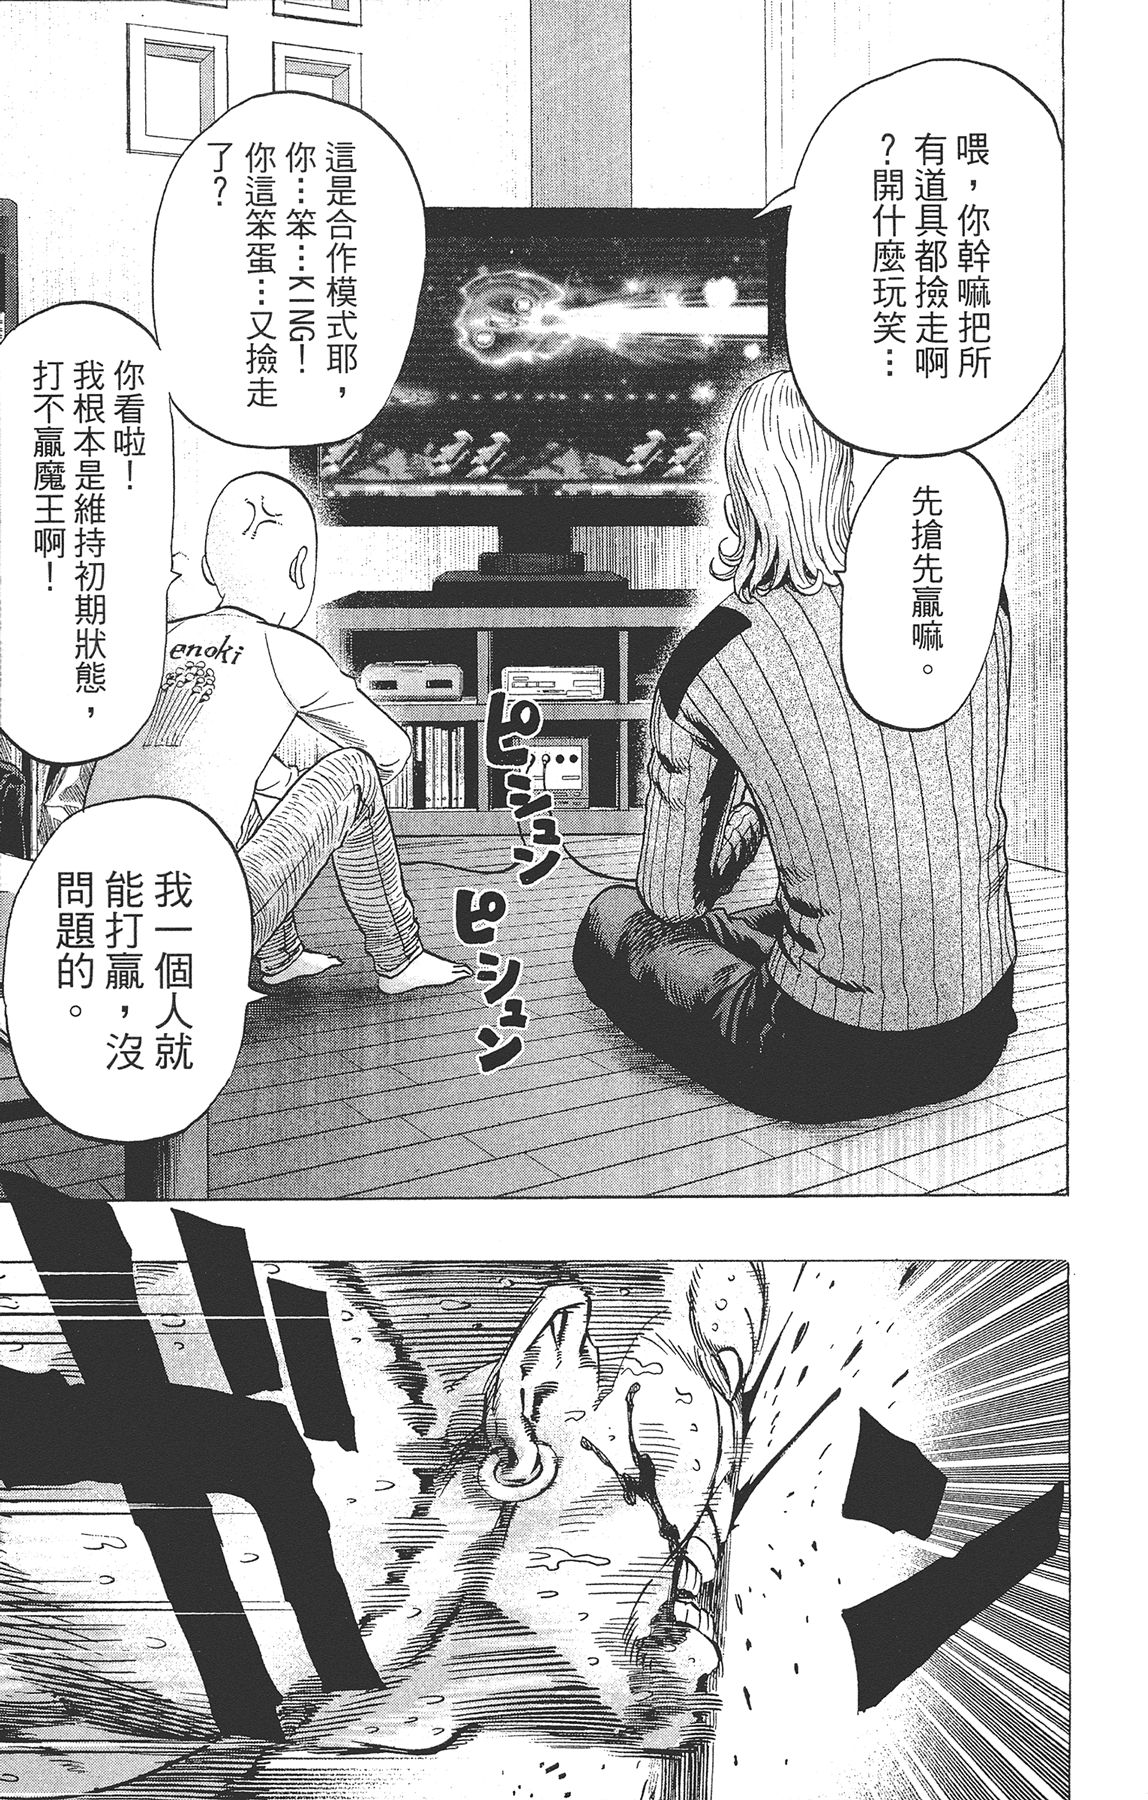 喂，你幹嘛把所
有道具都撿走啊
？開什麼玩笑…
先搶先贏嘛。
這是合作模式耶，
你…笨…KING！
你這笨蛋…又撿走
了？
你看啦！
我根本是維持初期狀態，
打不贏魔王啊！
enoki
ピシュン
ピシュン
我一個人就
能打贏，沒
問題的。